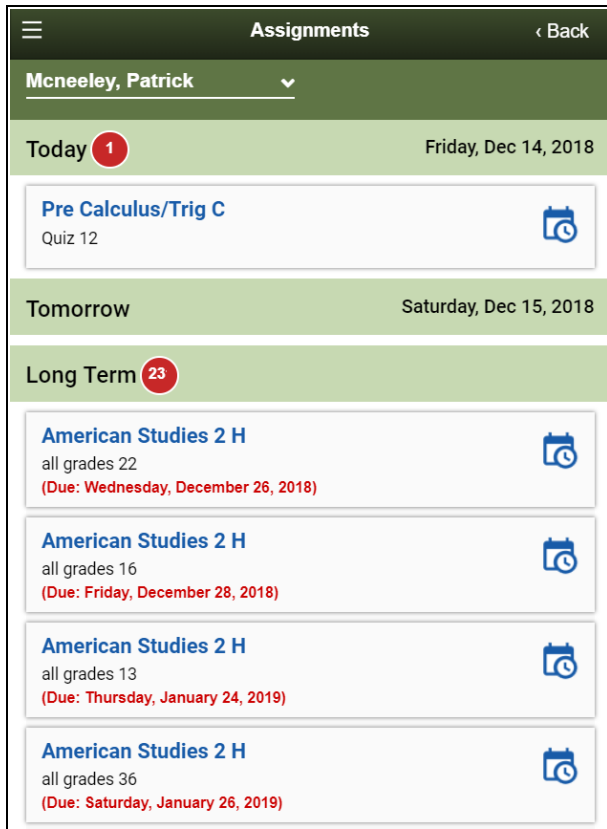 Assignments
‹ Back
Mcneeley, Patrick
Today 1
Friday, Dec 14, 2018
Pre Calculus/Trig C
Quiz 12
Tomorrow
Saturday, Dec 15, 2018
Long Term 23
American Studies 2 H
all grades 22
(Due: Wednesday, December 26, 2018)
American Studies 2 H
all grades 16
(Due: Friday, December 28, 2018)
American Studies 2 H
all grades 13
(Due: Thursday, January 24, 2019)
American Studies 2 H
all grades 36
(Due: Saturday, January 26, 2019)